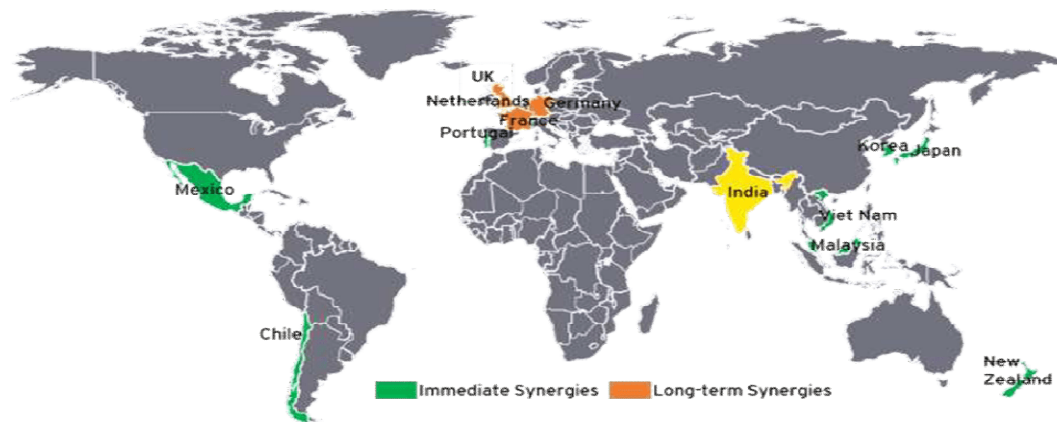 UK
Netherlands
Germany
France
Portugal
Korea
Japan
Mexico
India
Viet Nam
Malaysia
Chile
New
Zealand
Immediate Synergies
Long-term Synergies